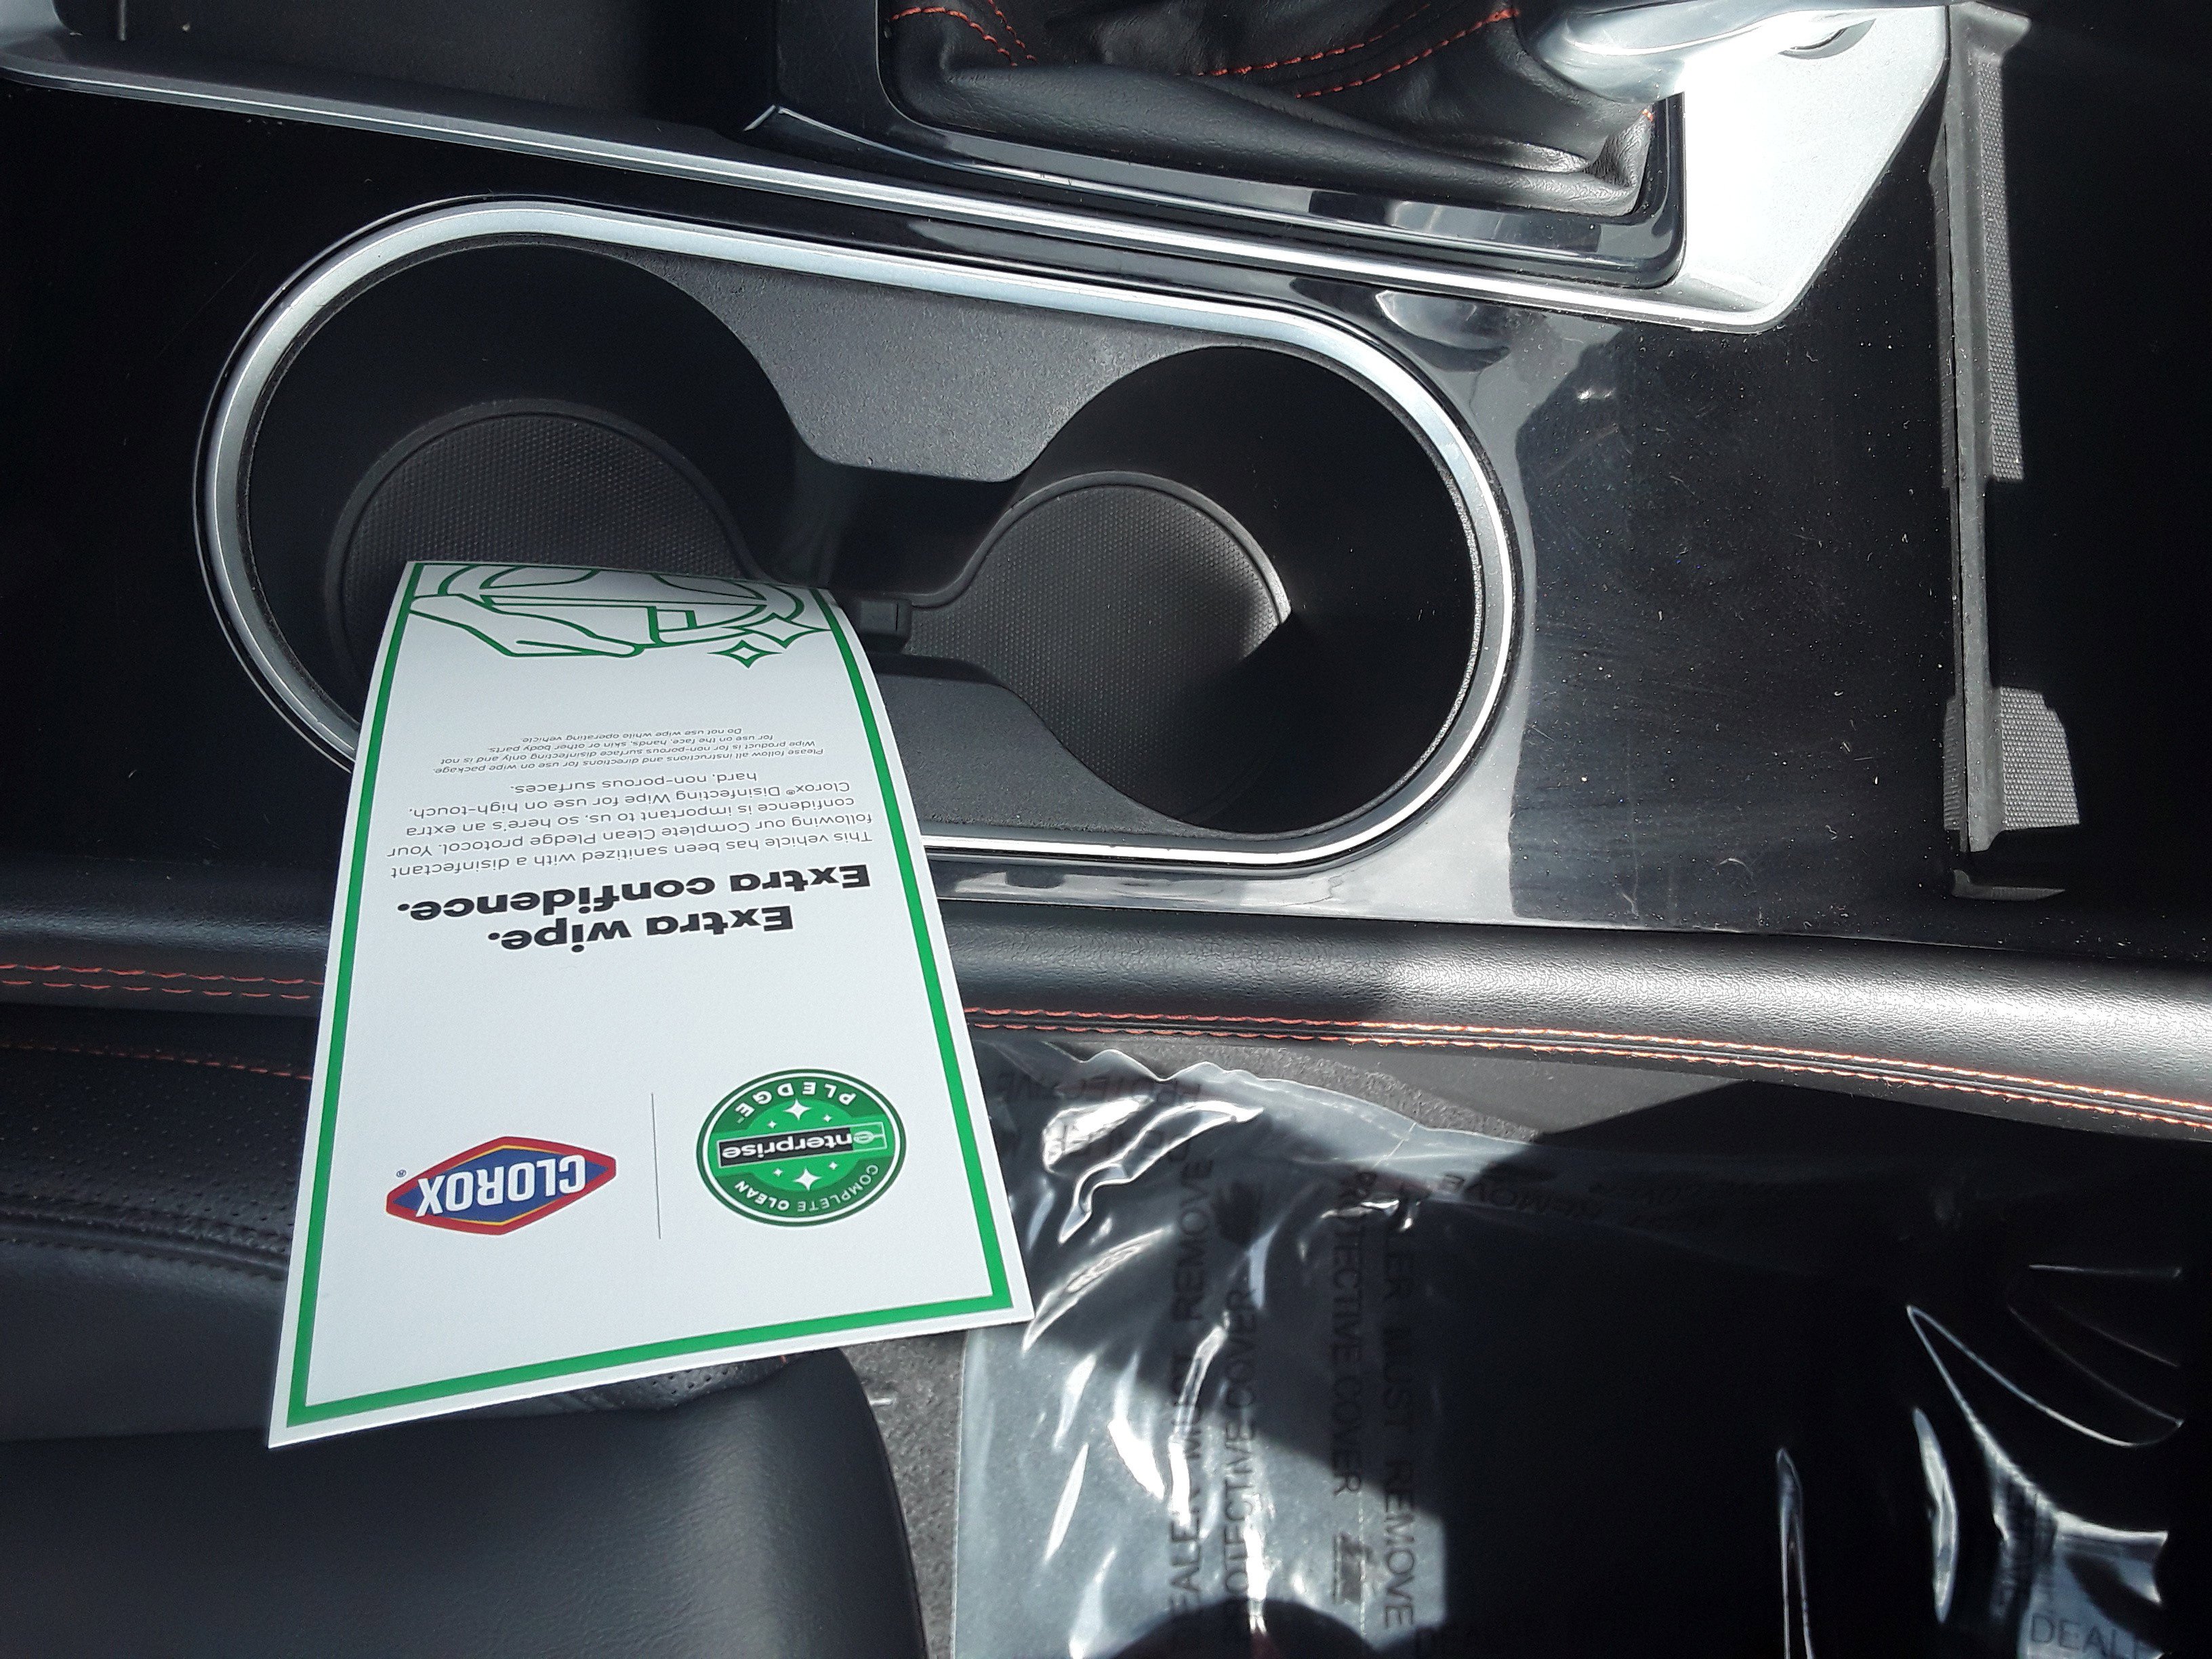 COMPLETE CLEAN
enterprise
PLEDGE
CLOROX®
Extra wipe.
Extra confidence.
This vehicle has been sanitized with a disinfectant
following our Complete Clean Pledge protocol. Your
confidence is important to us, so here's an extra
Clorox® Disinfecting Wipe for use on high-touch,
hard, non-porous surfaces.
Please follow all instructions and directions for use on wipe package.
Wipe product is for non-porous surface disinfecting only and is not
for use on the face, hands, skin, or other body parts.
Do not use wipe while operating vehicle.
DEALER MUST REMOVE
PROTECTIVE COVER
DEALER MUST REMOVE
PROTECTIVE COVER